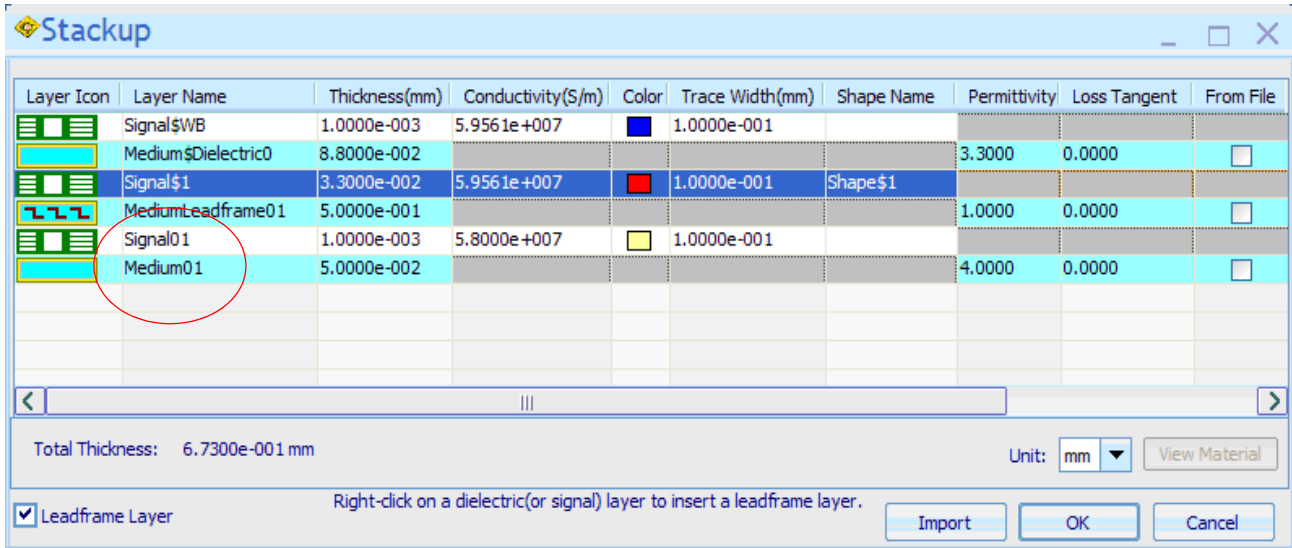 Stackup
Layer Icon Layer Name Thickness(mm) Conductivity(S/m) Color Trace Width(mm) Shape Name Permittivity Loss Tangent From File
Signal$WB 1.0000e-003 5.9561e+007 1.0000e-001
Medium$Dielectric0 8.8000e-002 3.3000 0.0000
Signal$1 3.3000e-002 5.9561e+007 1.0000e-001 Shape$1
MediumLeadframe01 5.0000e-001 1.0000 0.0000
Signal01 1.0000e-003 5.8000e+007 1.0000e-001
Medium01 5.0000e-002 4.0000 0.0000
Total Thickness: 6.7300e-001 mm
Unit: mm View Material
Right-click on a dielectric(or signal) layer to insert a leadframe layer.
Leadframe Layer Import OK Cancel